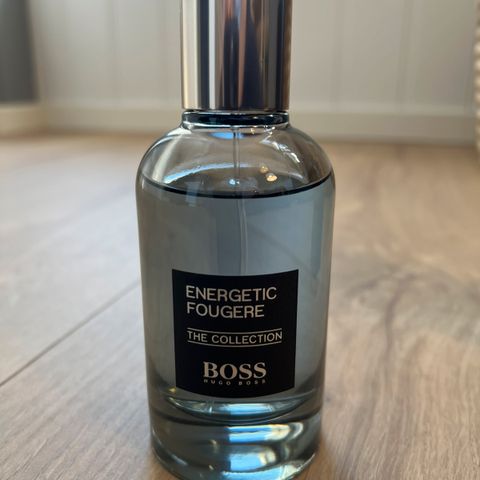 ENERGETIC
FOUGERE
THE COLLECTION
BOSS
HUGO BOSS